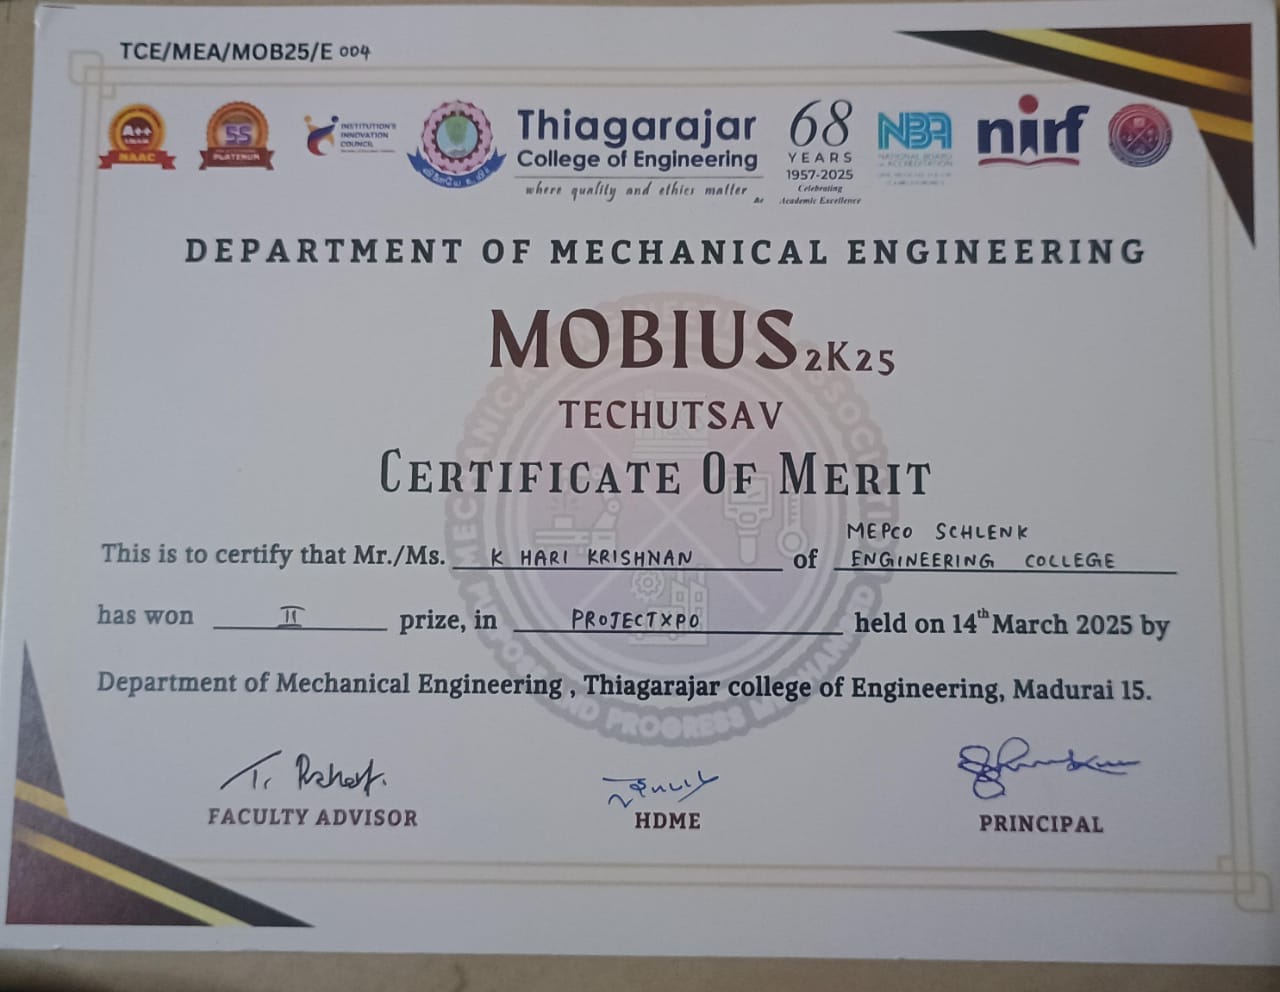 TCE/MEA/MOB25/E 004
A++
NAAC
5S
PLATINUM
INSTITUTION'S
INNOVATION
COUNCIL
Thiagarajar
College of Engineering
where quality and ethics matter
68
YEARS
1957-2025
Celebrating
Academic Excellence
NBA
NATIONAL BOARD
of ACCREDITATION
nirf
DEPARTMENT OF MECHANICAL ENGINEERING
MOBIUS 2K25
TECHUTSAV
CERTIFICATE OF MERIT
MEPCO SCHLENK
This is to certify that Mr./Ms. K HARI KRISHNAN of ENGINEERING COLLEGE
has won II prize, in PROJECTXPO held on 14th March 2025 by
Department of Mechanical Engineering , Thiagarajar college of Engineering, Madurai 15.
FACULTY ADVISOR
HDME
PRINCIPAL